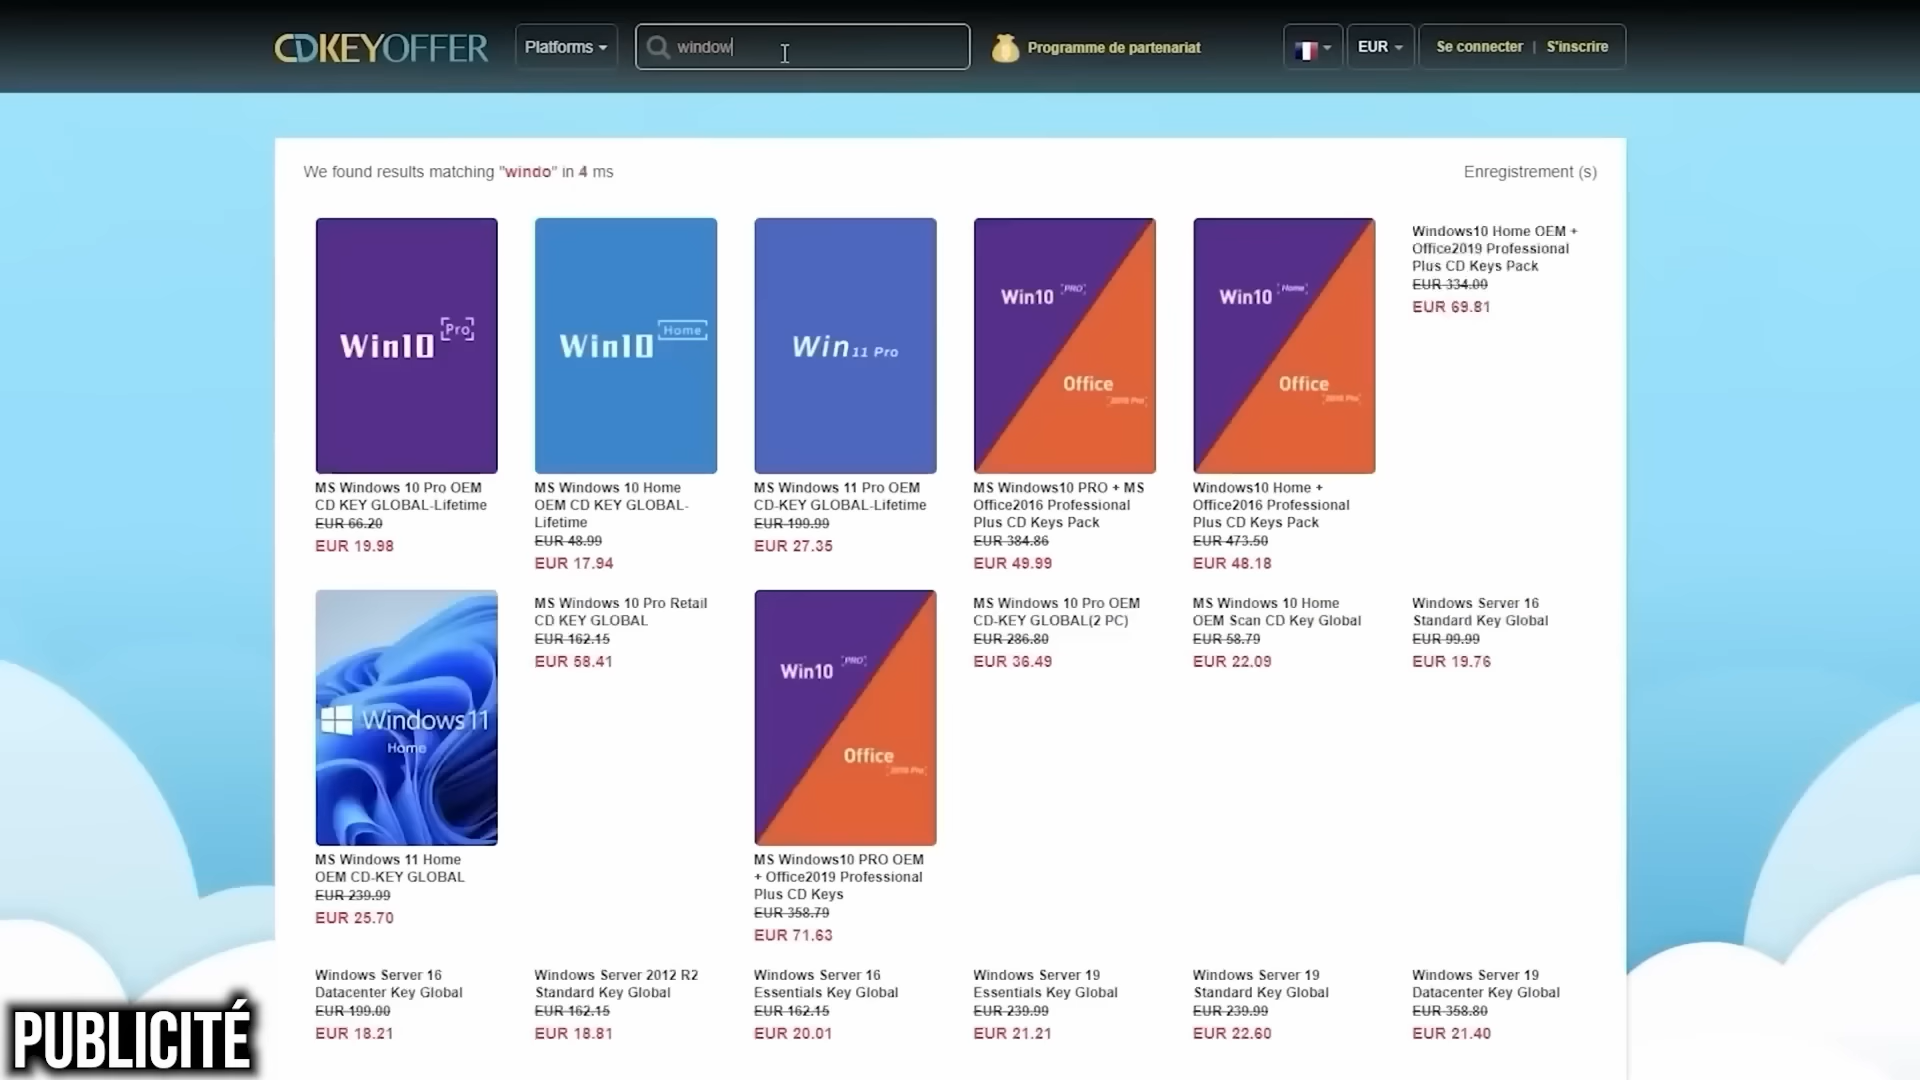 CDKEYOFFER
Platforms
window
Programme de partenariat
EUR
Se connecter | S'inscrire
We found results matching "windo" in 4 ms
Enregistrement (s)
Win10 Pro
Win10 Home
Win 11 Pro
Win10 PRO
Office
Win10 Home
Office
Windows10 Home OEM +
Office2019 Professional
Plus CD Keys Pack
EUR 334.00
EUR 69.81
MS Windows 10 Pro OEM
CD KEY GLOBAL-Lifetime
EUR 66.20
EUR 19.98
MS Windows 10 Home
OEM CD KEY GLOBAL-
Lifetime
EUR 48.99
EUR 17.94
MS Windows 11 Pro OEM
CD-KEY GLOBAL-Lifetime
EUR 199.99
EUR 27.35
MS Windows10 PRO + MS
Office2016 Professional
Plus CD Keys Pack
EUR 384.86
EUR 49.99
Windows10 Home +
Office2016 Professional
Plus CD Keys Pack
EUR 473.50
EUR 48.18
Windows 11
Home
MS Windows 11 Home
OEM CD-KEY GLOBAL
EUR 239.99
EUR 25.70
MS Windows 10 Pro Retail
CD KEY GLOBAL
EUR 162.15
EUR 58.41
Win10 PRO
Office
MS Windows10 PRO OEM
+ Office2019 Professional
Plus CD Keys
EUR 358.79
EUR 71.63
MS Windows 10 Pro OEM
CD-KEY GLOBAL(2 PC)
EUR 286.80
EUR 36.49
MS Windows 10 Home
OEM Scan CD Key Global
EUR 58.79
EUR 22.09
Windows Server 16
Standard Key Global
EUR 99.99
EUR 19.76
Windows Server 16
Datacenter Key Global
EUR 199.00
EUR 18.21
Windows Server 2012 R2
Standard Key Global
EUR 162.15
EUR 18.81
Windows Server 16
Essentials Key Global
EUR 162.15
EUR 20.01
Windows Server 19
Essentials Key Global
EUR 239.99
EUR 21.21
Windows Server 19
Standard Key Global
EUR 239.99
EUR 22.60
Windows Server 19
Datacenter Key Global
EUR 358.80
EUR 21.40
PUBLICITÉ